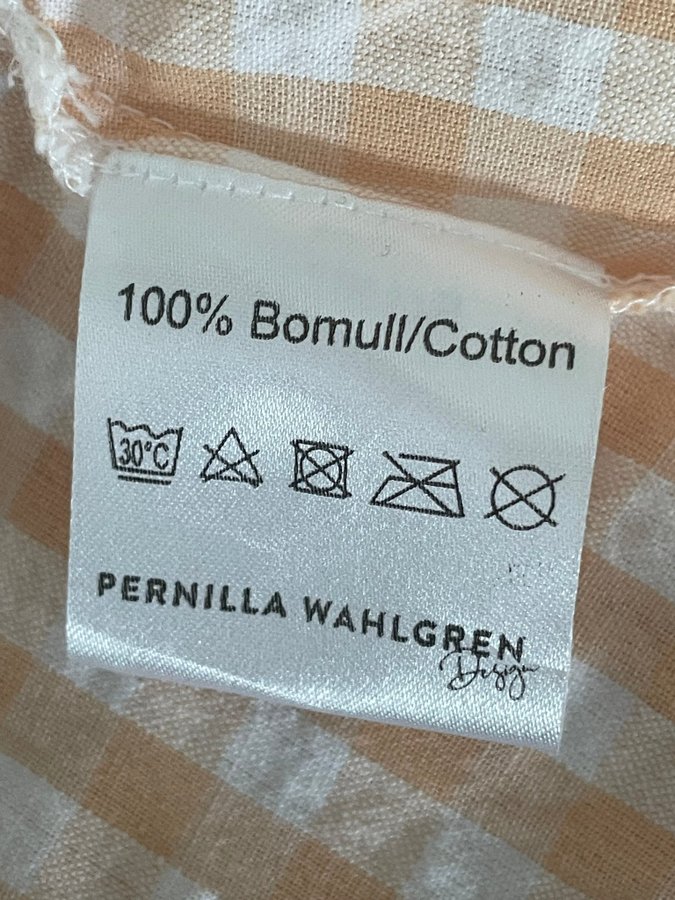 100% Bomull/Cotton
30°C
PERNILLA WAHLGREN
Design